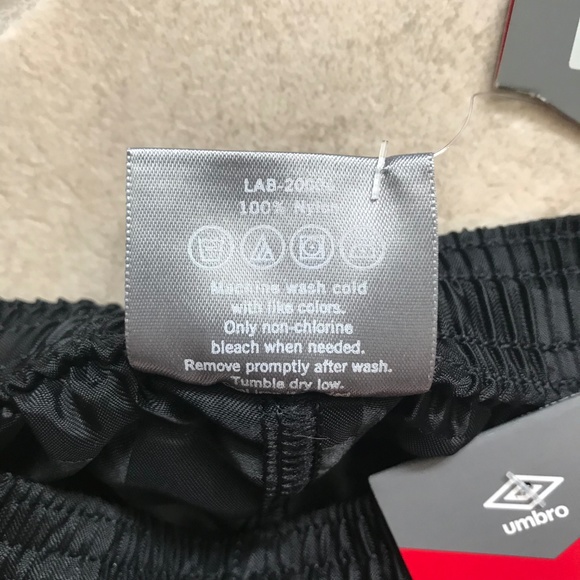 100% Nylon
Machine wash cold
with like colors.
Only non-chlorine
bleach when needed.
Remove promptly after wash.
Tumble dry low.
umbro